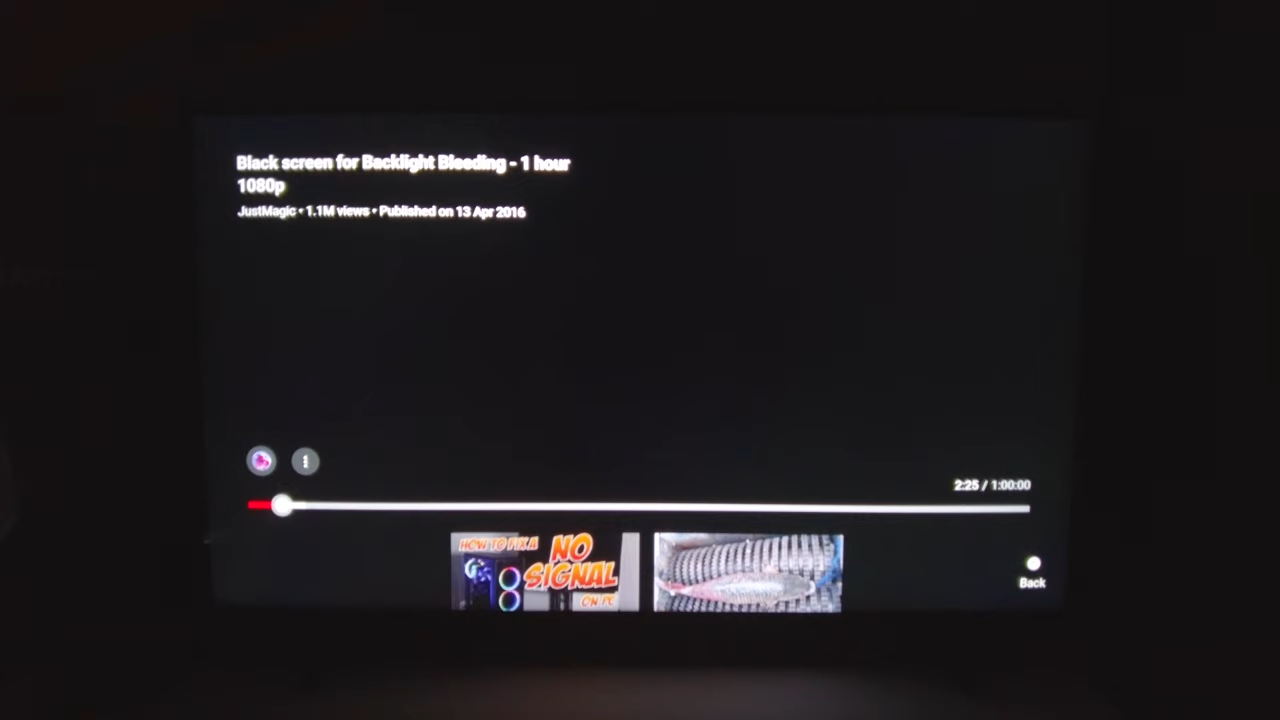 Black screen for Backlight Bleeding - 1 hour
1080p
JustMagic • 1.1M views • Published on 13 Apr 2016
2:25 / 1:00:00
HOW TO FIX A
NO
SIGNAL
ON PC
Back